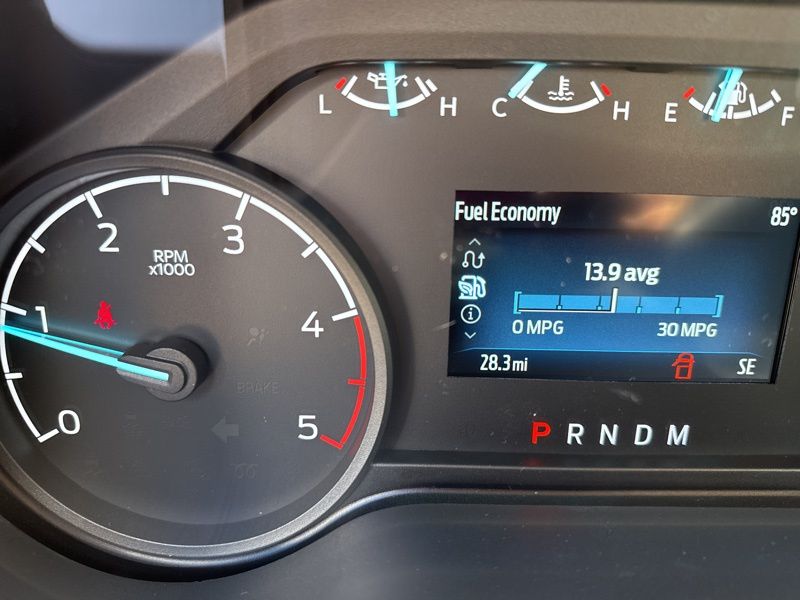 L H C H E F
Fuel Economy 85°
2 3
RPM
x1000
13.9 avg
1 4
0 MPG 30 MPG
28.3 mi SE
BRAKE
0 5
P R N D M